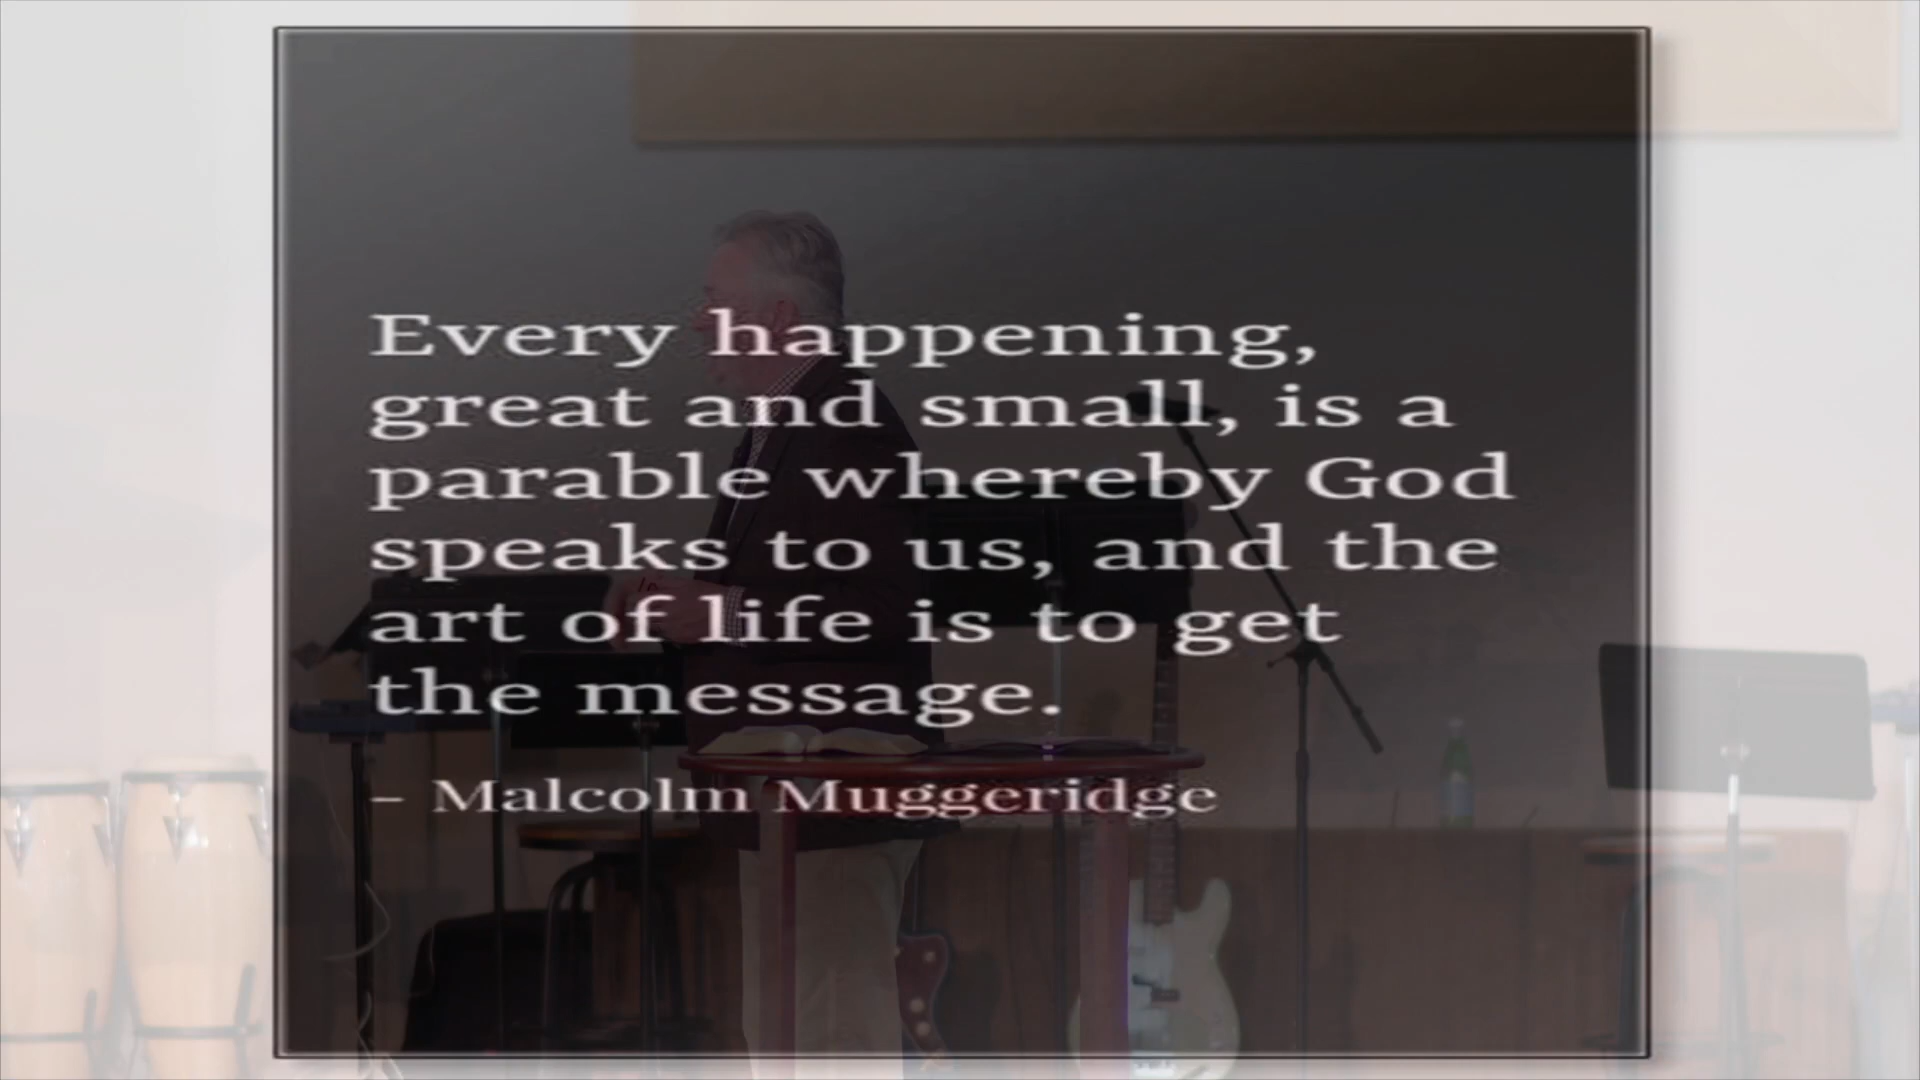 Every happening,
great and small, is a
parable whereby God
speaks to us, and the
art of life is to get
the message.
– Malcolm Muggeridge